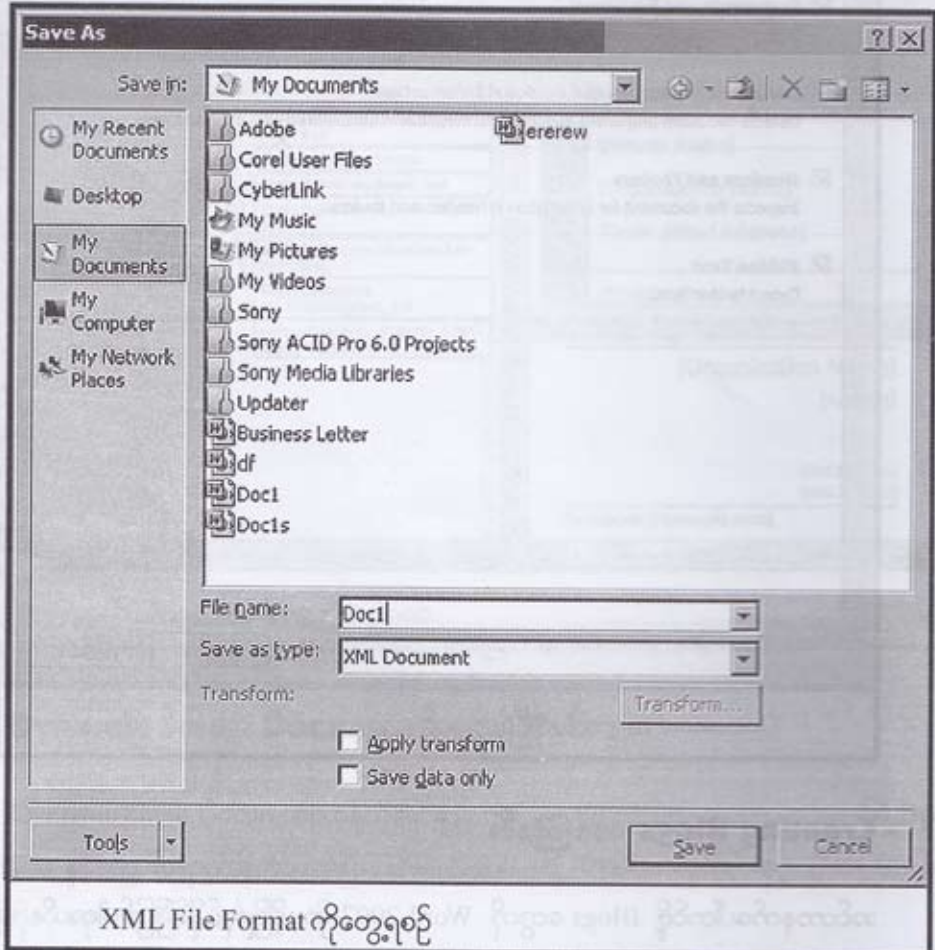 Save As
Save in:
My Documents
My Recent
Documents
Desktop
My
Documents
My
Computer
My Network
Places
Adobe
Corel User Files
CyberLink
My Music
My Pictures
My Videos
Sony
Sony ACID Pro 6.0 Projects
Sony Media Libraries
Updater
Business Letter
df
Doc1
Doc1s
ererew
File name:
Doc1
Save as type:
XML Document
Transform:
Transform...
Apply transform
Save data only
Tools
Save
Cancel
XML File Format ကိုတွေ့ရစဉ်